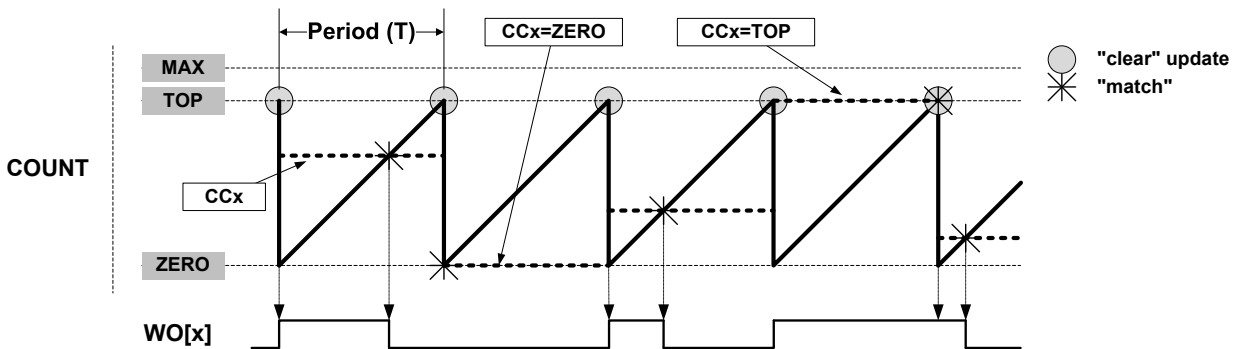 Period (T)
CCx=ZERO
CCx=TOP
"clear" update
"match"
MAX
TOP
COUNT
CCx
ZERO
WO[x]